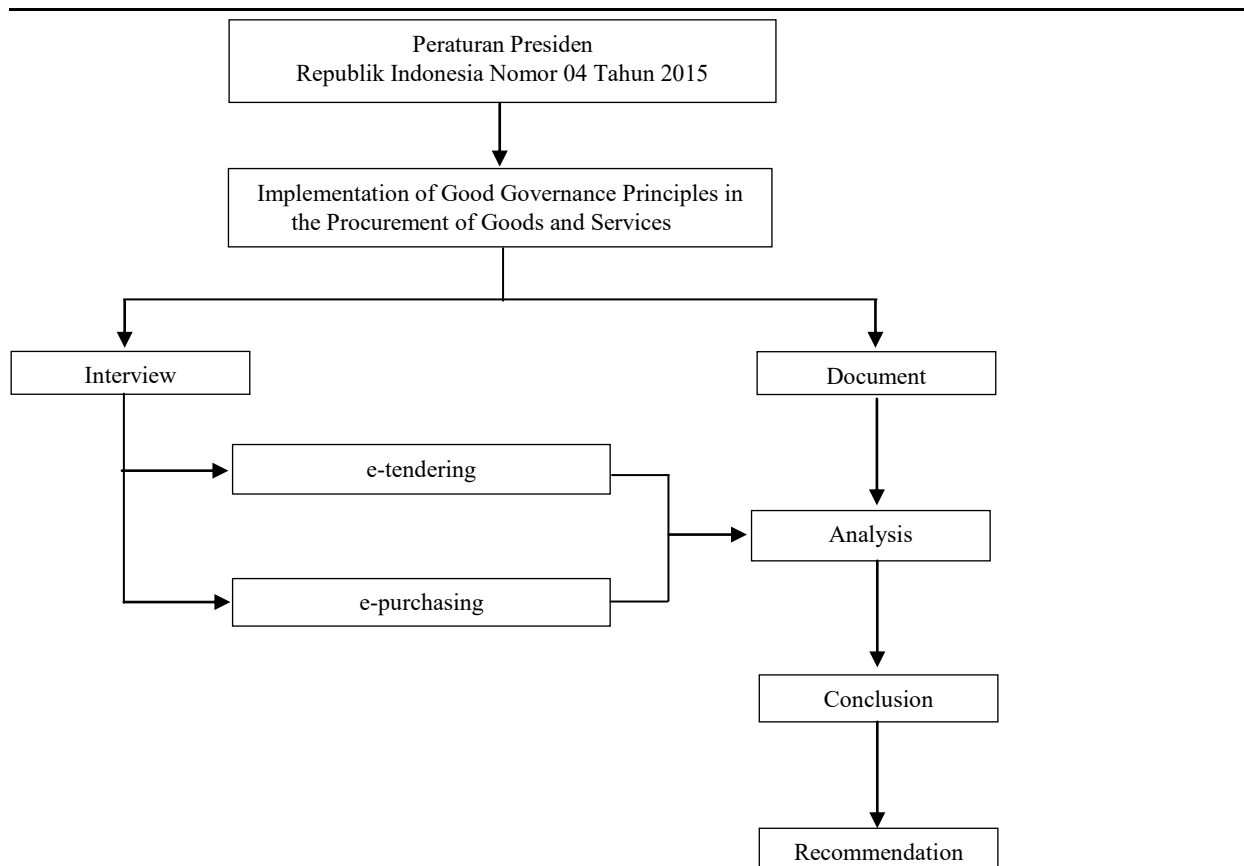 Peraturan Presiden
Republik Indonesia Nomor 04 Tahun 2015
Implementation of Good Governance Principles in
the Procurement of Goods and Services
Interview
Document
e-tendering
Analysis
e-purchasing
Conclusion
Recommendation